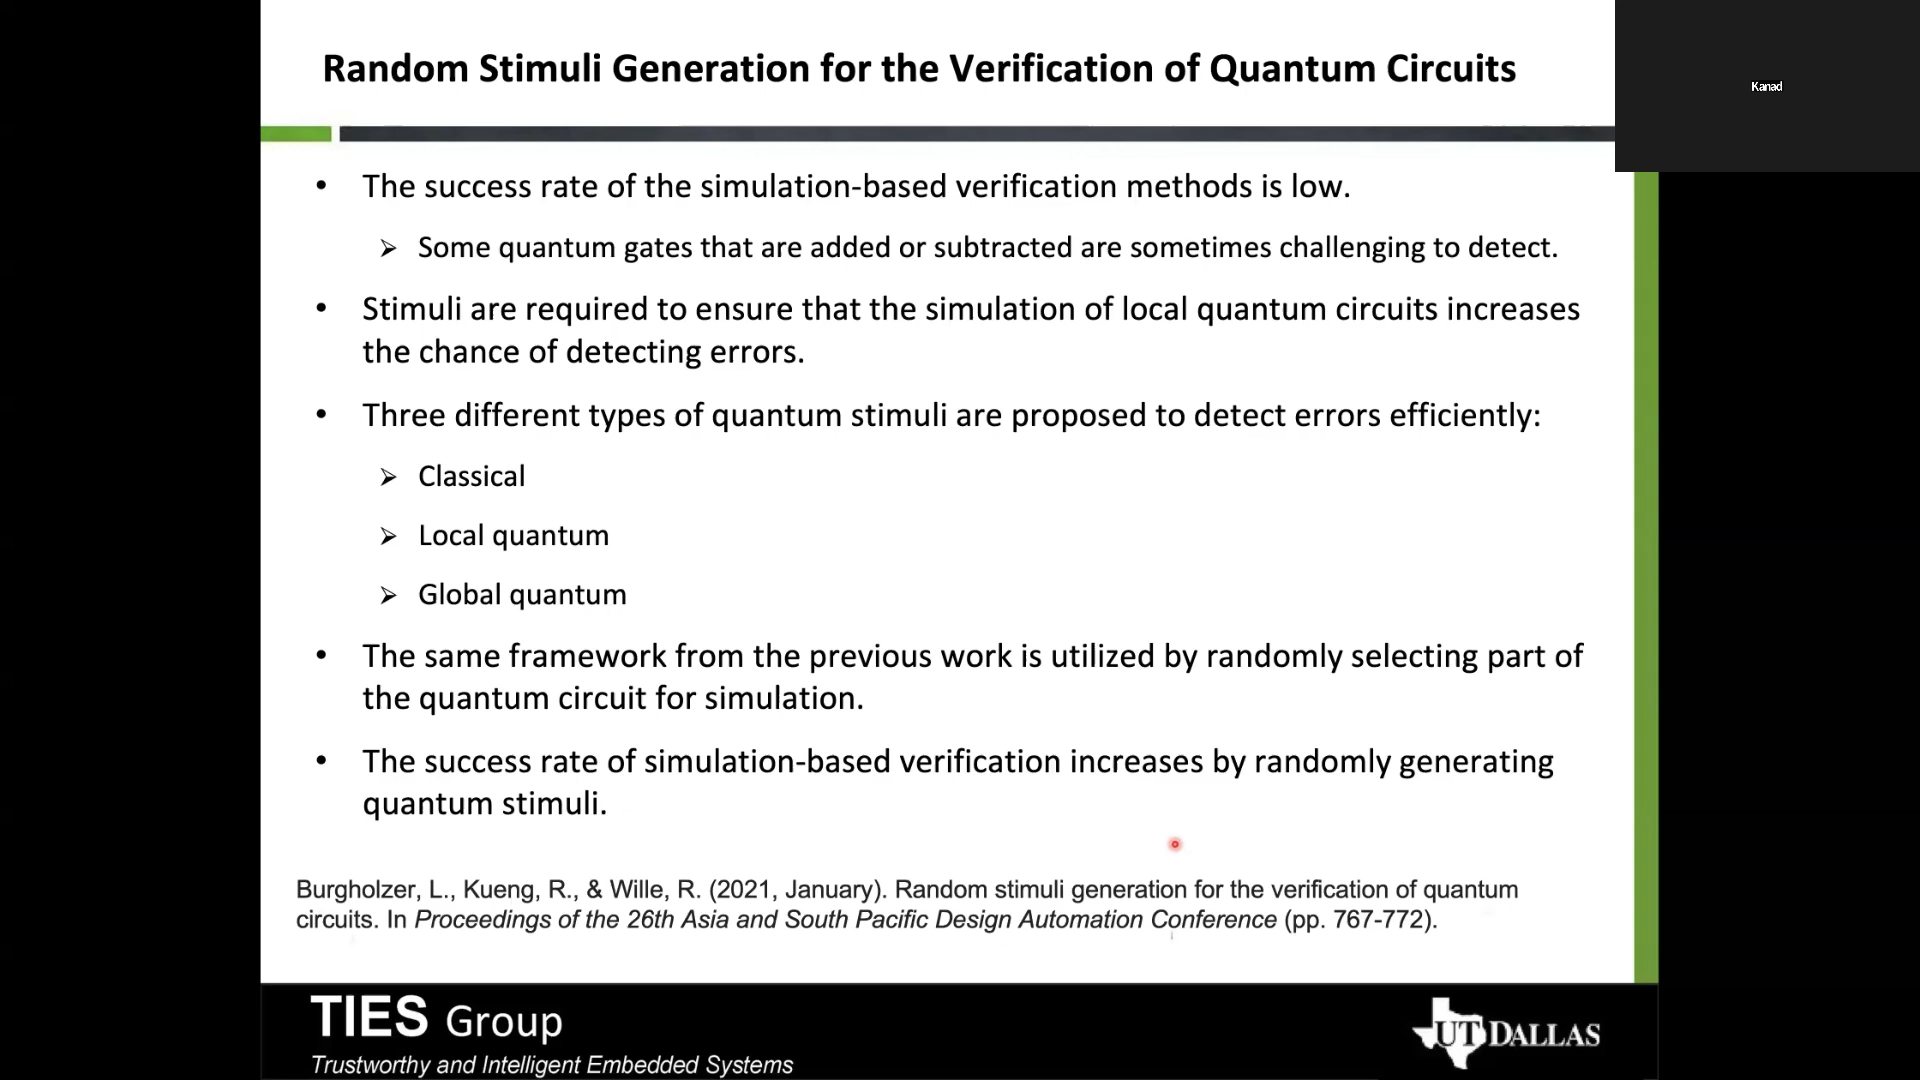 Random Stimuli Generation for the Verification of Quantum Circuits
Kanad
• The success rate of the simulation-based verification methods is low.
➢ Some quantum gates that are added or subtracted are sometimes challenging to detect.
• Stimuli are required to ensure that the simulation of local quantum circuits increases
the chance of detecting errors.
• Three different types of quantum stimuli are proposed to detect errors efficiently:
➢ Classical
➢ Local quantum
➢ Global quantum
• The same framework from the previous work is utilized by randomly selecting part of
the quantum circuit for simulation.
• The success rate of simulation-based verification increases by randomly generating
quantum stimuli.
Burgholzer, L., Kueng, R., & Wille, R. (2021, January). Random stimuli generation for the verification of quantum
circuits. In Proceedings of the 26th Asia and South Pacific Design Automation Conference (pp. 767-772).
TIES Group
Trustworthy and Intelligent Embedded Systems
UT DALLAS